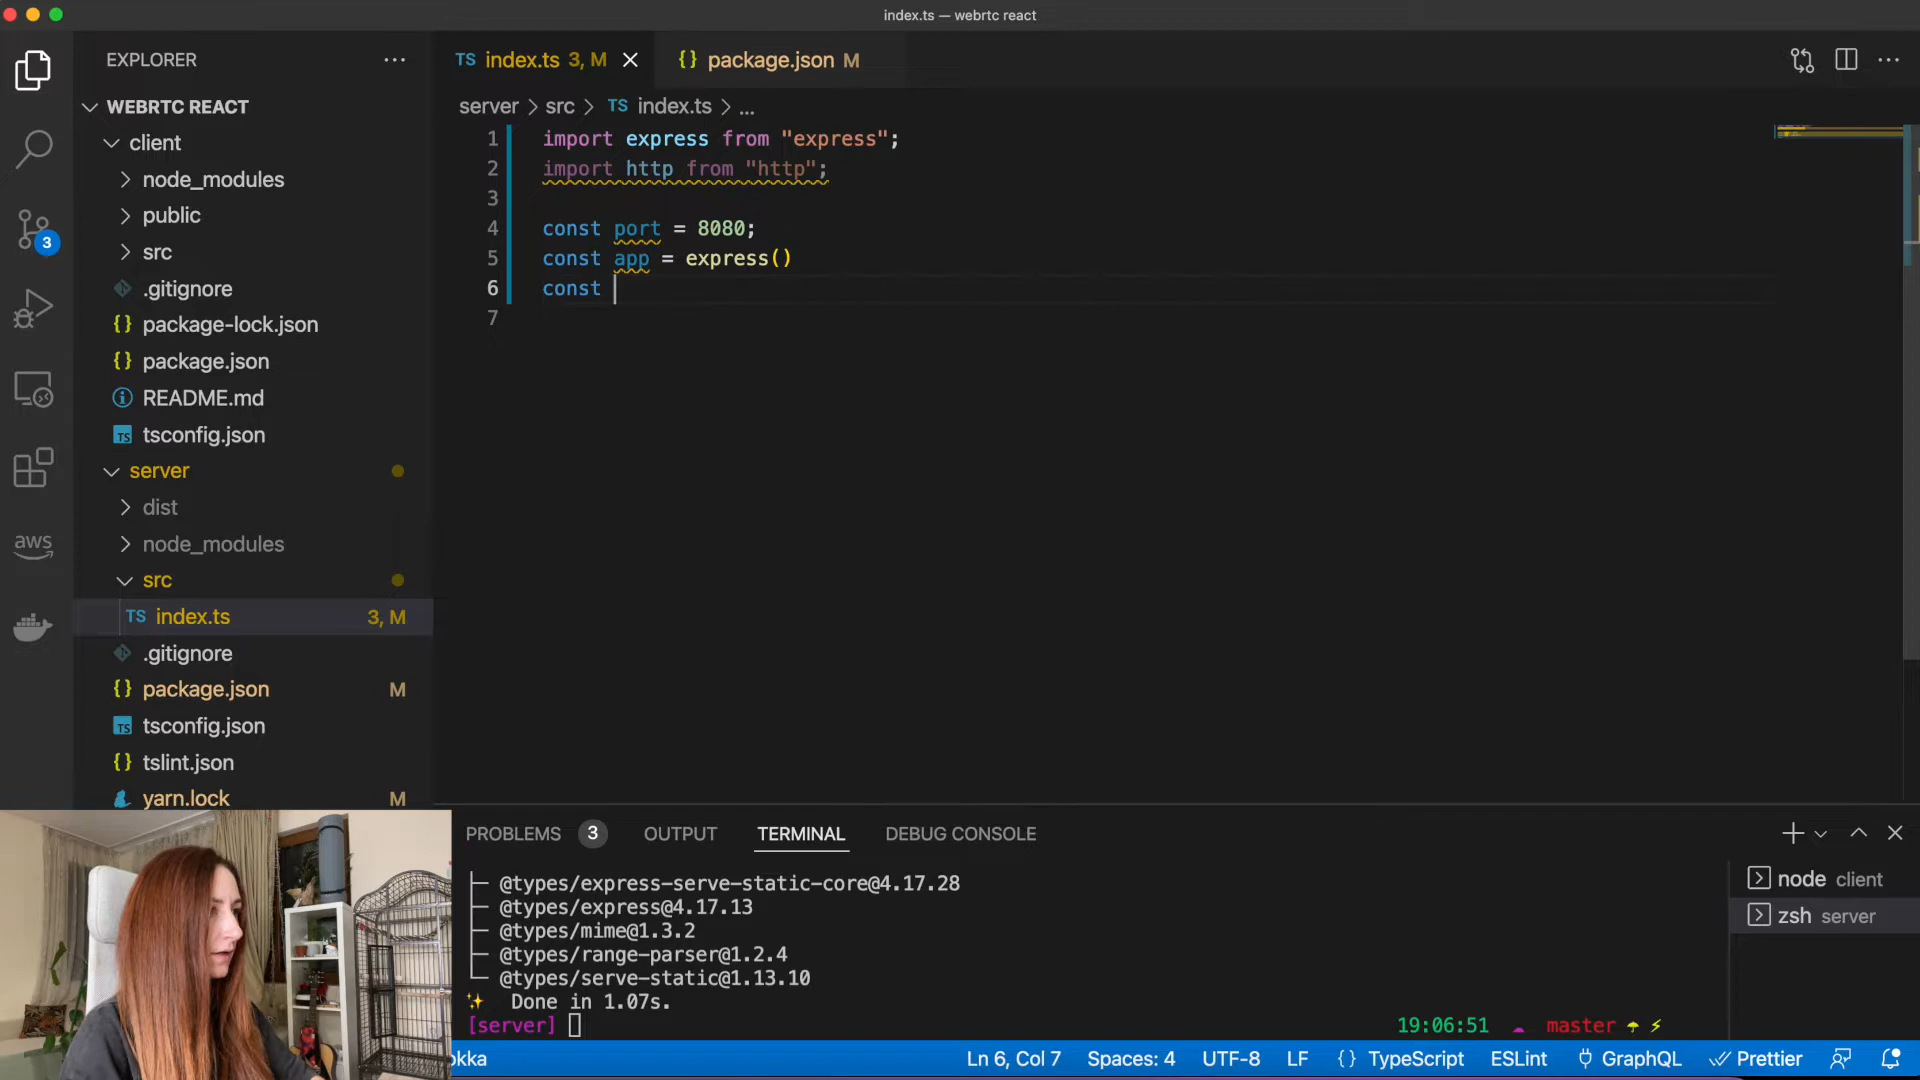 index.ts — webrtc react
EXPLORER
WEBRTC REACT
client
node_modules
public
src
.gitignore
package-lock.json
package.json
README.md
TS tsconfig.json
server
dist
node_modules
src
TS index.ts 3, M
.gitignore
{} package.json M
TS tsconfig.json
{} tslint.json
yarn.lock M
3
aws
TS index.ts 3, M
{} package.json M
server > src > TS index.ts > ...
1 import express from "express";
2 import http from "http";
3
4 const port = 8080;
5 const app = express()
6 const
7
PROBLEMS 3 OUTPUT TERMINAL DEBUG CONSOLE
├─ @types/express-serve-static-core@4.17.28
├─ @types/express@4.17.13
├─ @types/mime@1.3.2
├─ @types/range-parser@1.2.4
└─ @types/serve-static@1.13.10
✨ Done in 1.07s.
[server]
19:06:51 master
node client
zsh server
okka Ln 6, Col 7 Spaces: 4 UTF-8 LF {} TypeScript ESLint GraphQL Prettier